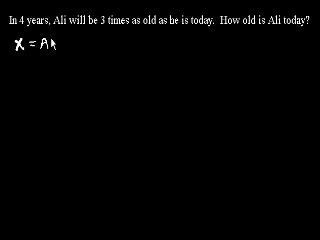 In 4 years, Ali will be 3 times as old as he is today. How old is Ali today?
x = A